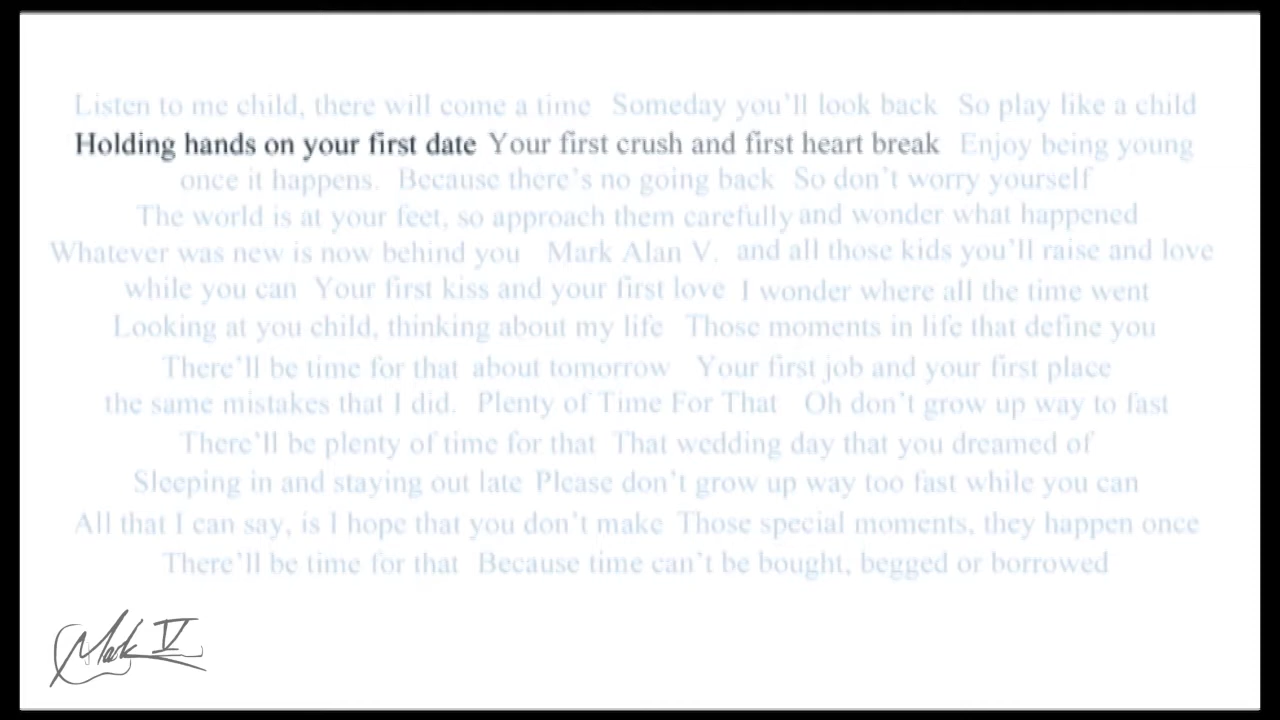 Listen to me child, there will come a time Someday you'll look back So play like a child
Holding hands on your first date Your first crush and first heart break Enjoy being young
once it happens. Because there's no going back So don't worry yourself
The world is at your feet, so approach them carefully and wonder what happened
Whatever was new is now behind you Mark Alan V. and all those kids you'll raise and love
while you can Your first kiss and your first love I wonder where all the time went
Looking at you child, thinking about my life Those moments in life that define you
There'll be time for that about tomorrow Your first job and your first place
the same mistakes that I did. Plenty of Time For That Oh don't grow up way to fast
There'll be plenty of time for that That wedding day that you dreamed of
Sleeping in and staying out late Please don't grow up way too fast while you can
All that I can say, is I hope that you don't make Those special moments, they happen once
There'll be time for that Because time can't be bought, begged or borrowed
Mark V